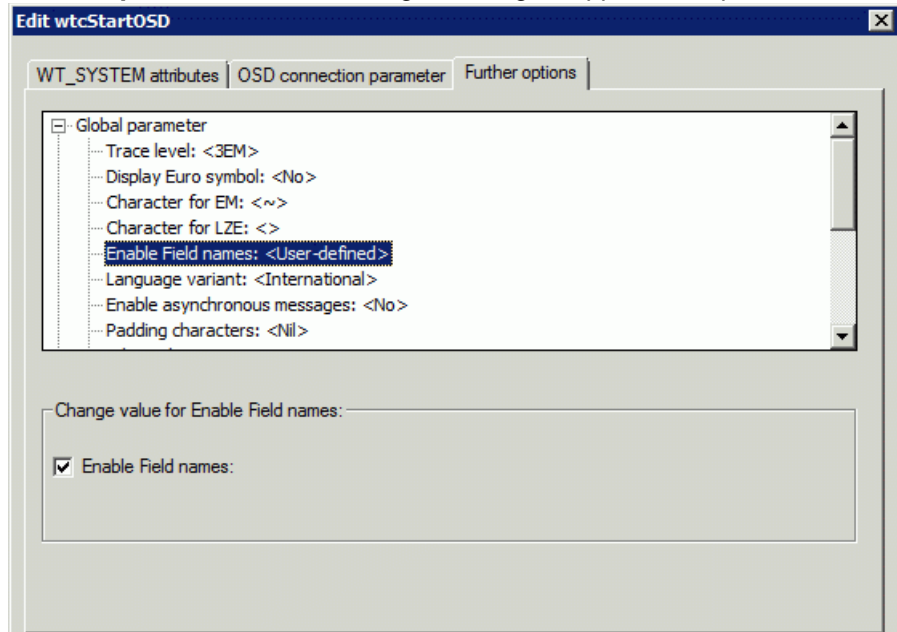 Edit wtcStartOSD
WT_SYSTEM attributes OSD connection parameter Further options
Global parameter
Trace level: <3EM>
Display Euro symbol: <No>
Character for EM: <~>
Character for LZE: <>
Enable Field names: <User-defined>
Language variant: <International>
Enable asynchronous messages: <No>
Padding characters: <Nil>
Change value for Enable Field names:
Enable Field names: